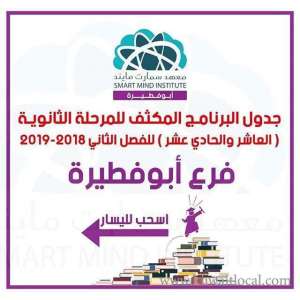 معهد سمارت مايند
SMART MIND INSTITUTE
أبوفطيرة
جدول البرنامج المكثف للمرحلة الثانوية
( العاشر والحادي عشر ) للفصل الثاني 2018-2019
فرع أبوفطيرة
اسحب لليسار